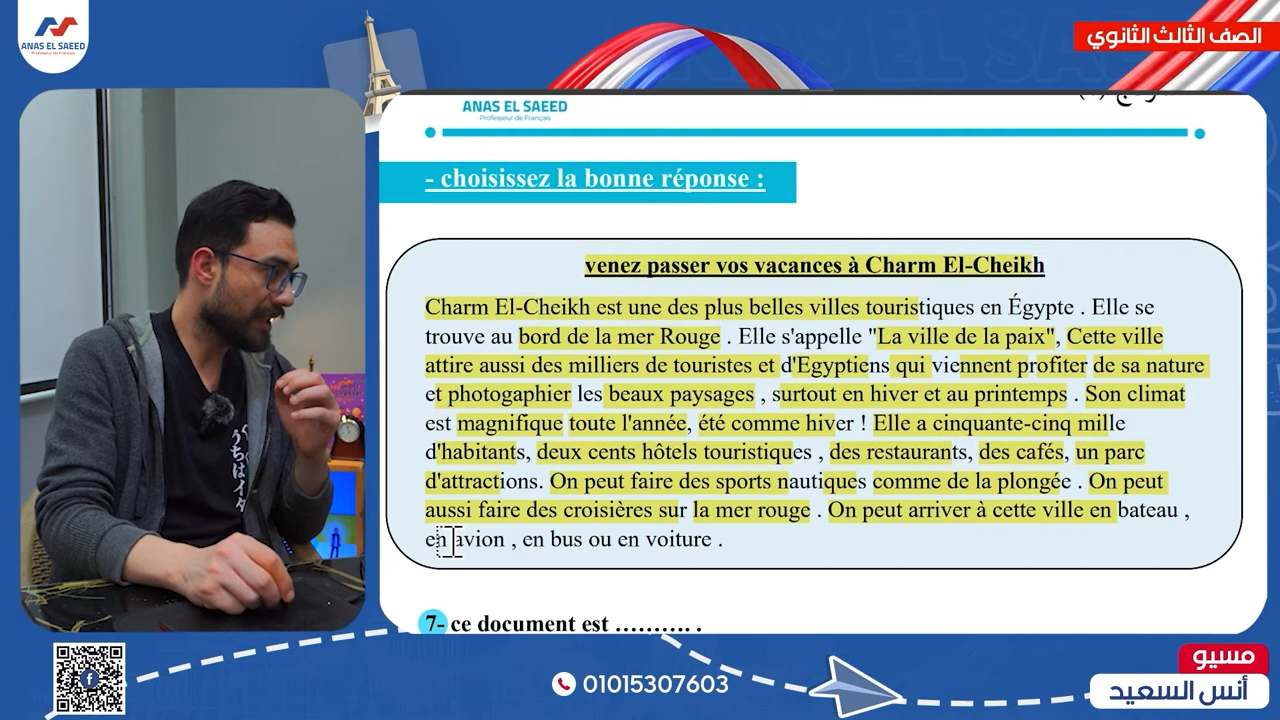 ANAS EL SAEED
Professeur de Français
الصف الثالث الثانوي
ANAS EL SAEED
Professeur de Français
- choisissez la bonne réponse :
venez passer vos vacances à Charm El-Cheikh
Charm El-Cheikh est une des plus belles villes touristiques en Égypte . Elle se
trouve au bord de la mer Rouge . Elle s'appelle "La ville de la paix", Cette ville
attire aussi des milliers de touristes et d'Egyptiens qui viennent profiter de sa nature
et photogaphier les beaux paysages , surtout en hiver et au printemps . Son climat
est magnifique toute l'année, été comme hiver ! Elle a cinquante-cinq mille
d'habitants, deux cents hôtels touristiques , des restaurants, des cafés, un parc
d'attractions. On peut faire des sports nautiques comme de la plongée . On peut
aussi faire des croisières sur la mer rouge . On peut arriver à cette ville en bateau ,
en avion , en bus ou en voiture .
7- ce document est .......... .
01015307603
مسيو
أنس السعيد